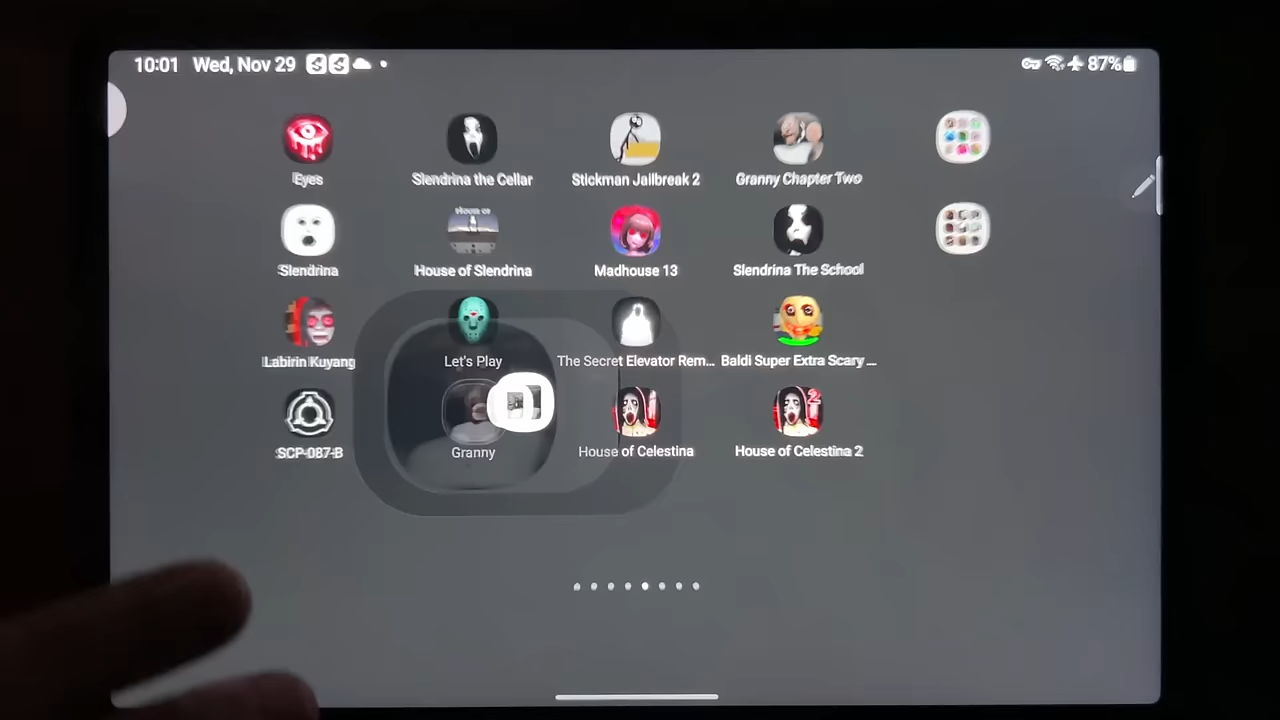 10:01 Wed, Nov 29 87%
Eyes Slendrina the Cellar Stickman Jailbreak 2 Granny Chapter Two
Slendrina House of Slendrina Madhouse 13 Slendrina The School
Labirin Kuyang Let's Play The Secret Elevator Rem... Baldi Super Extra Scary ...
SCP-087-B Granny House of Celestina House of Celestina 2